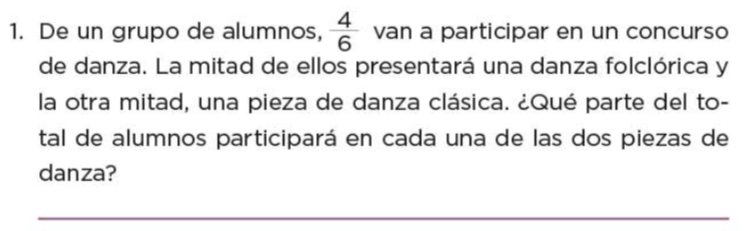 1. De un grupo de alumnos, 4/6 van a participar en un concurso
de danza. La mitad de ellos presentará una danza folclórica y
la otra mitad, una pieza de danza clásica. ¿Qué parte del to-
tal de alumnos participará en cada una de las dos piezas de
danza?